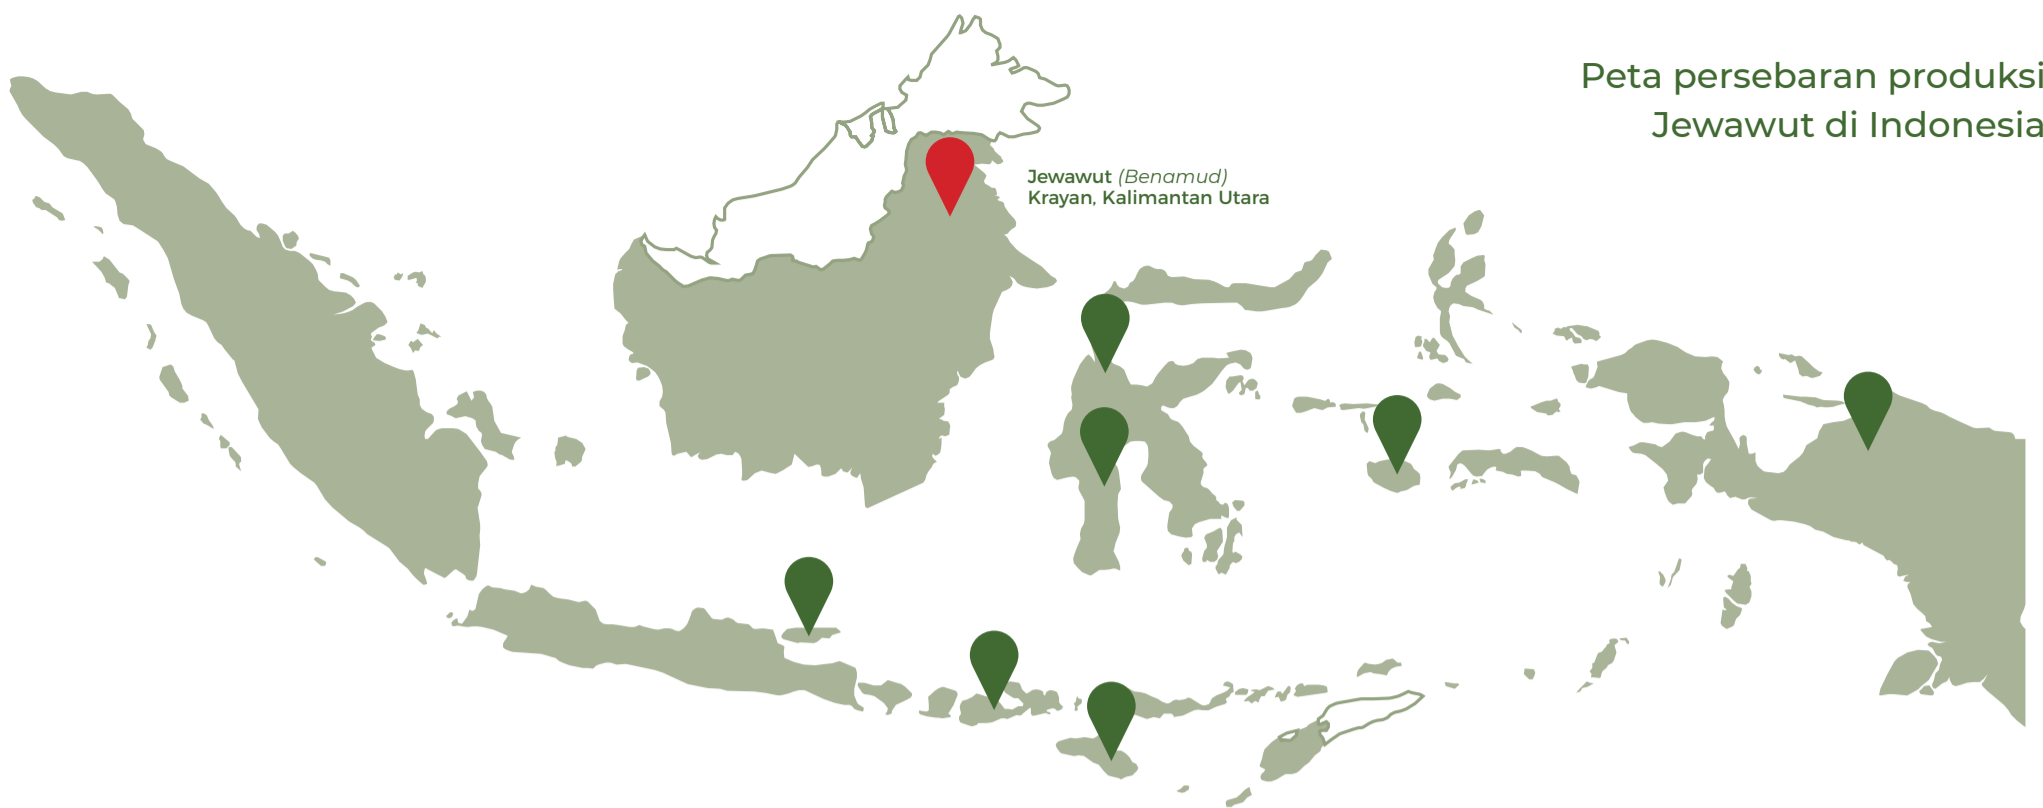 Peta persebaran produksi
Jewawut di Indonesia
Jewawut (Benamud)
Krayan, Kalimantan Utara